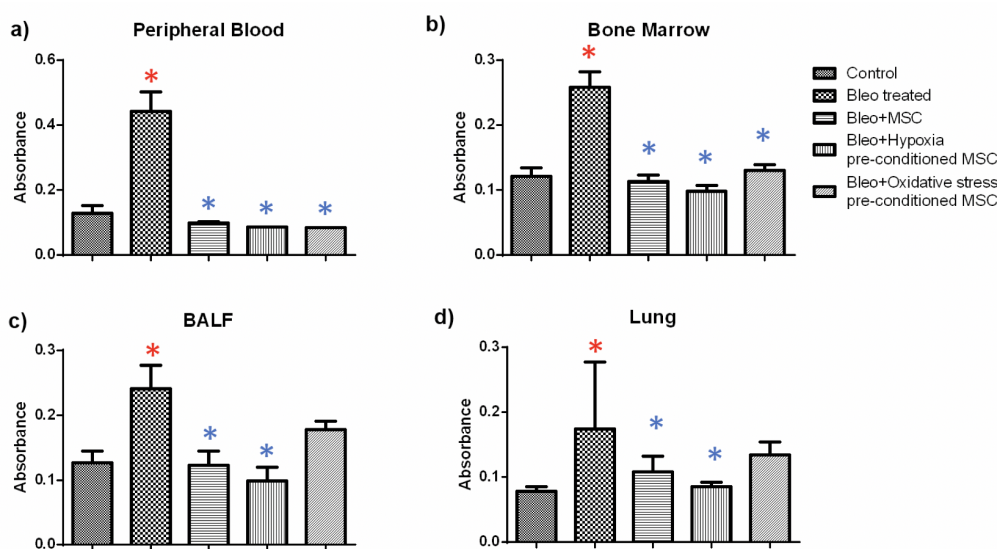 a)
Peripheral Blood
Absorbance
0.6
0.4
0.2
0.0
*
*
*
*
b)
Bone Marrow
Absorbance
0.3
0.2
0.1
0.0
*
*
*
*
Control
Bleo treated
Bleo+MSC
Bleo+Hypoxia
pre-conditioned MSC
Bleo+Oxidative stress
pre-conditioned MSC
c)
BALF
Absorbance
0.3
0.2
0.1
0.0
*
*
*
d)
Lung
Absorbance
0.3
0.2
0.1
0.0
*
*
*